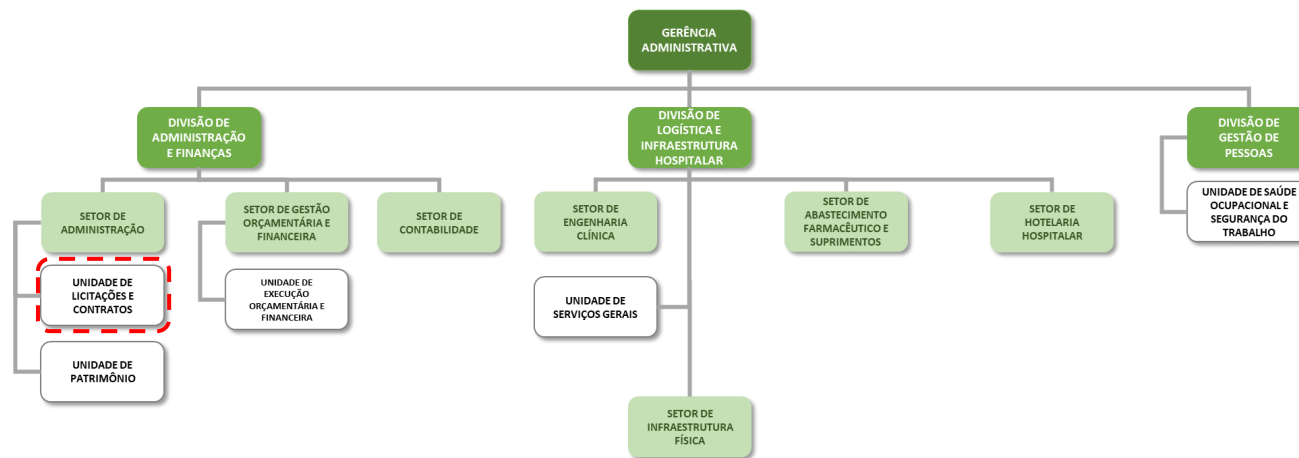 GERÊNCIA
ADMINISTRATIVA
DIVISÃO DE
ADMINISTRAÇÃO
E FINANÇAS
DIVISÃO DE
LOGÍSTICA E
INFRAESTRUTURA
HOSPITALAR
DIVISÃO DE
GESTÃO DE
PESSOAS
SETOR DE
ADMINISTRAÇÃO
SETOR DE GESTÃO
ORÇAMENTÁRIA E
FINANCEIRA
SETOR DE
CONTABILIDADE
SETOR DE
ENGENHARIA
CLÍNICA
SETOR DE
ABASTECIMENTO
FARMACÊUTICO E
SUPRIMENTOS
SETOR DE
HOTELARIA
HOSPITALAR
UNIDADE DE SAÚDE
OCUPACIONAL E
SEGURANÇA DO
TRABALHO
UNIDADE DE
LICITAÇÕES E
CONTRATOS
UNIDADE DE
EXECUÇÃO
ORÇAMENTÁRIA E
FINANCEIRA
UNIDADE DE
SERVIÇOS GERAIS
UNIDADE DE
PATRIMÔNIO
SETOR DE
INFRAESTRUTURA
FÍSICA